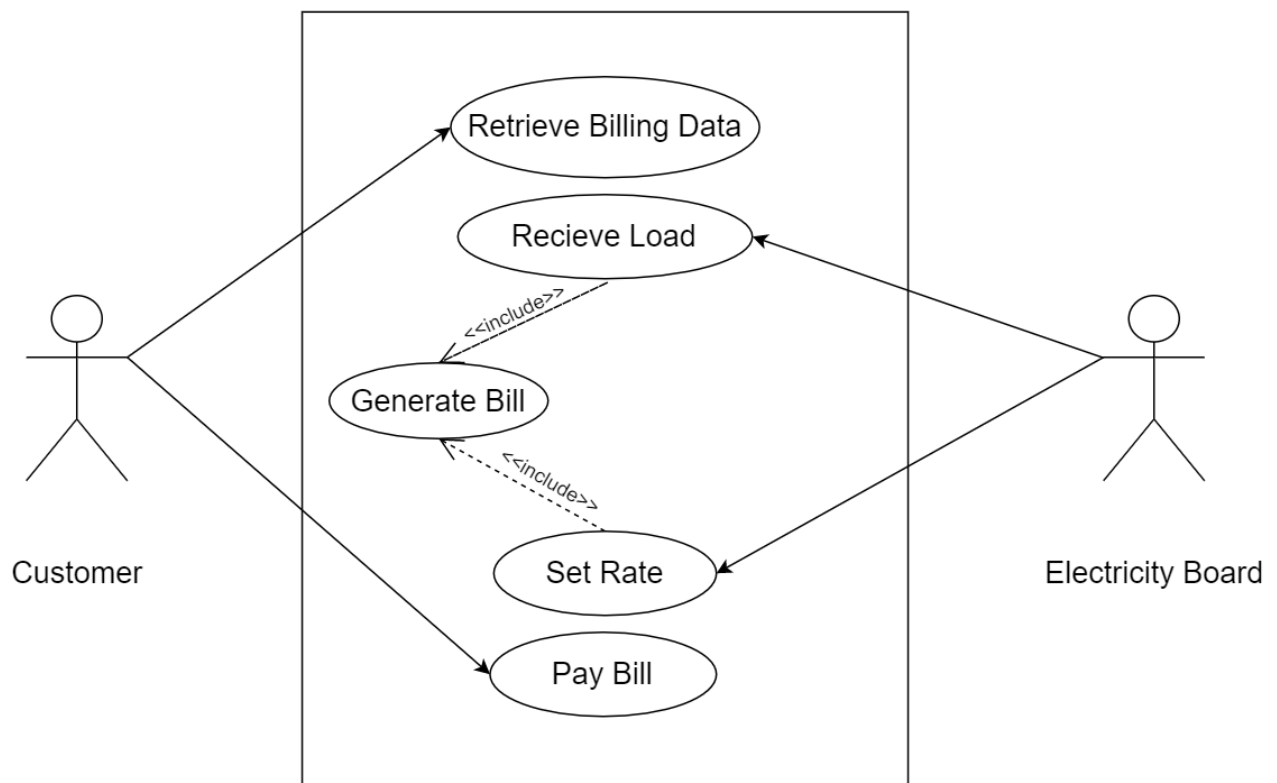 Retrieve Billing Data
Recieve Load
<<include>>
Generate Bill
<<include>>
Set Rate
Customer
Electricity Board
Pay Bill